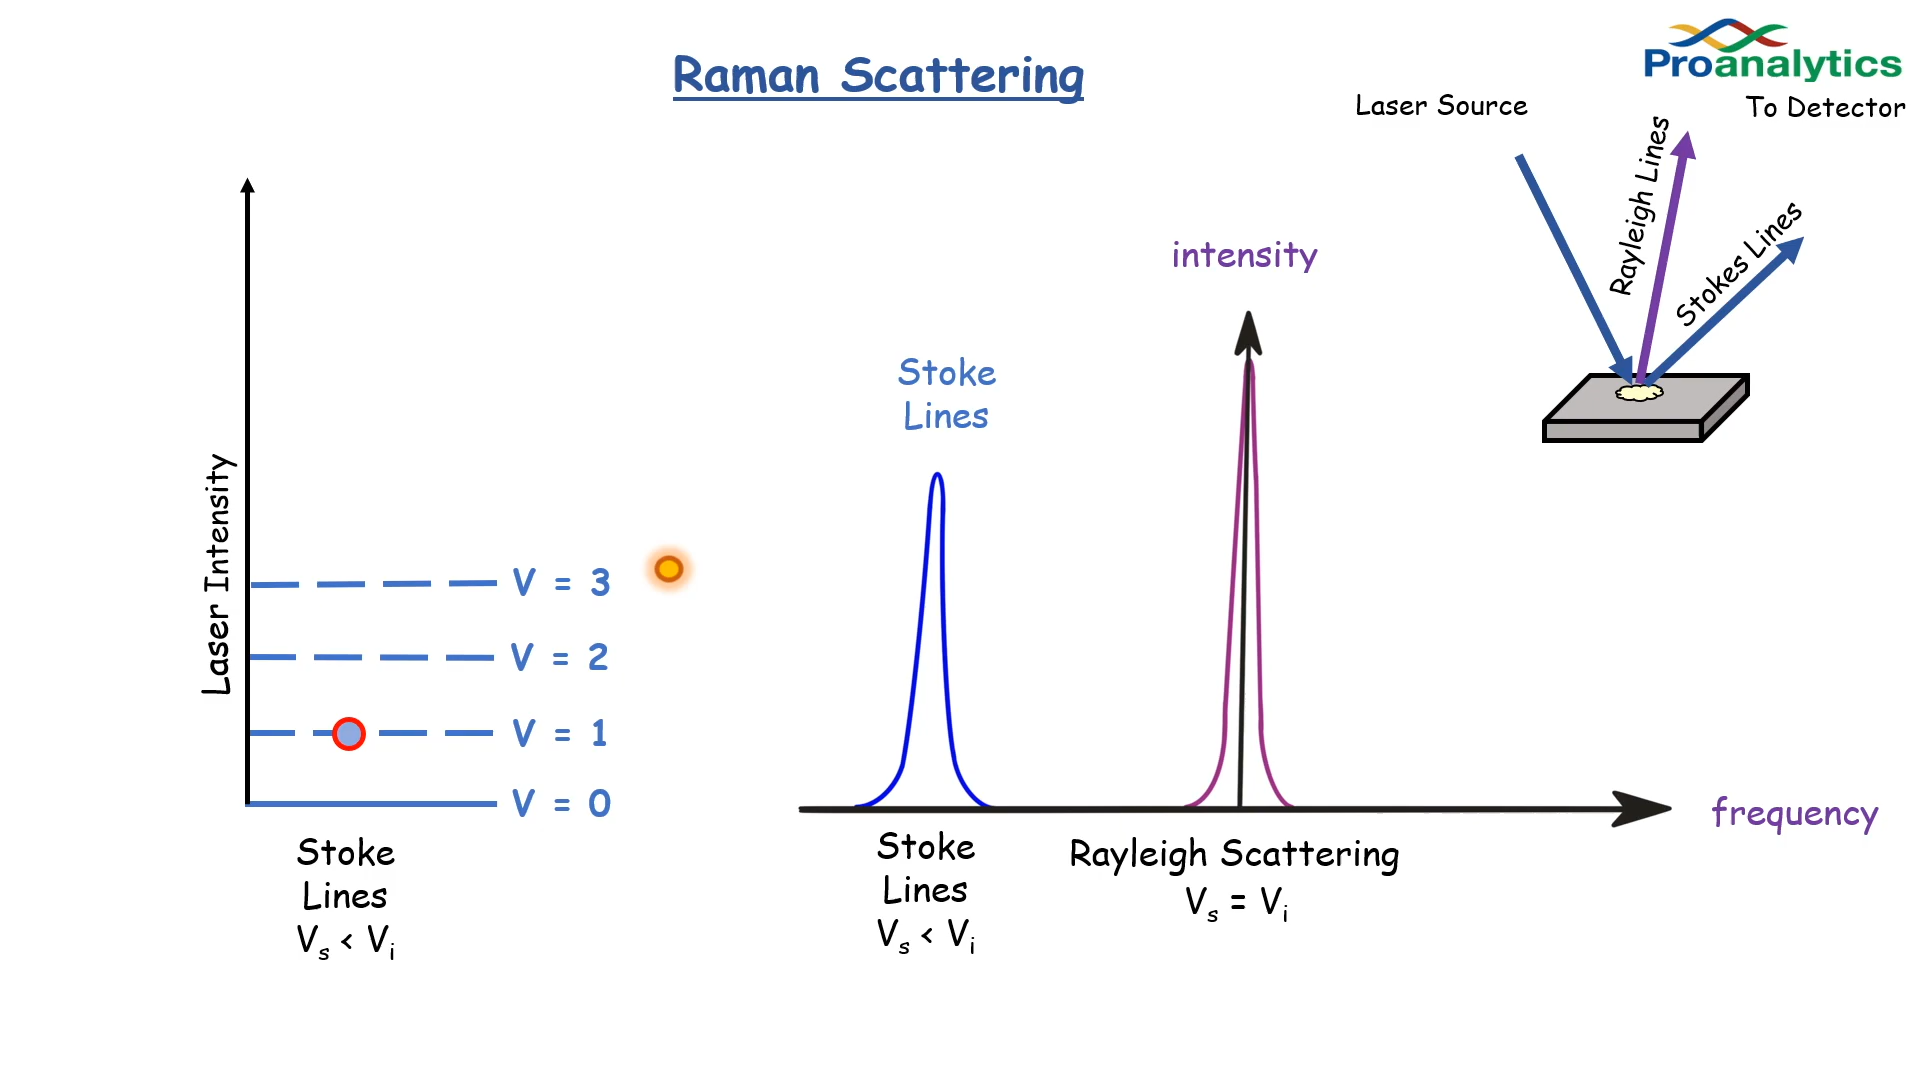 Raman Scattering
Proanalytics
Laser Source
To Detector
Rayleigh Lines
Stokes Lines
Laser Intensity
V = 3
V = 2
V = 1
V = 0
Stoke
Lines
Vs < Vi
intensity
Stoke
Lines
frequency
Stoke
Lines
Vs < Vi
Rayleigh Scattering
Vs = Vi